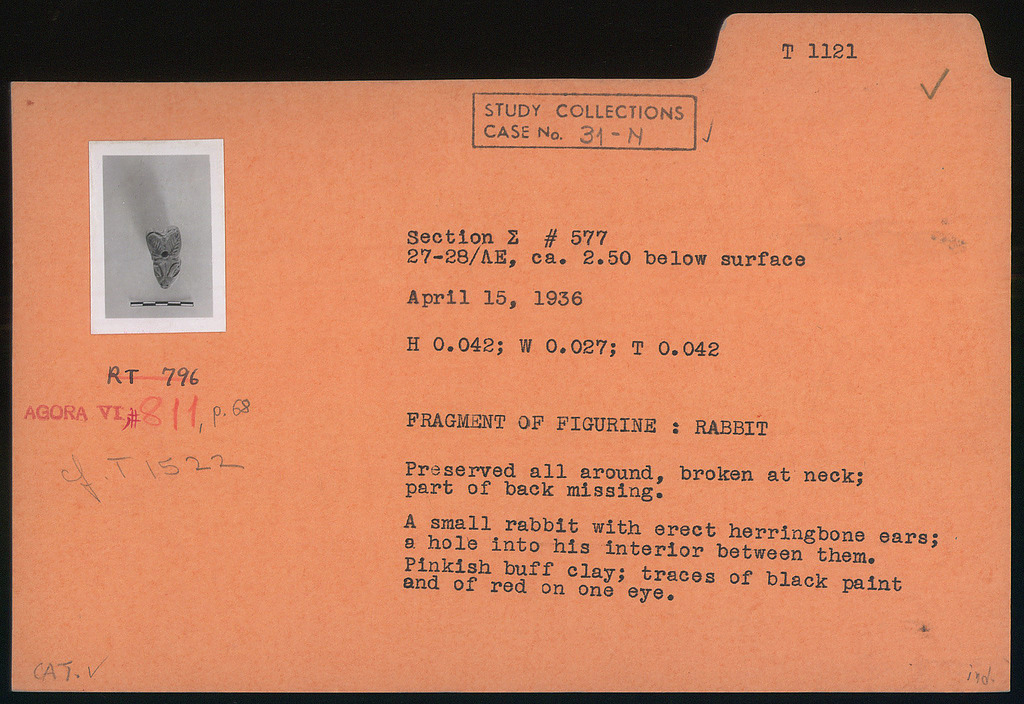 T 1121
✓
STUDY COLLECTIONS
CASE No. 31-N ✓
Section Σ # 577
27-28/ΛΕ, ca. 2.50 below surface
April 15, 1936
H 0.042; W 0.027; T 0.042
RT 796
AGORA VI,#811, p. 68
cf. T 1522
FRAGMENT OF FIGURINE : RABBIT
Preserved all around, broken at neck;
part of back missing.
A small rabbit with erect herringbone ears;
a hole into his interior between them.
Pinkish buff clay; traces of black paint
and of red on one eye.
CAT. ✓
ind.